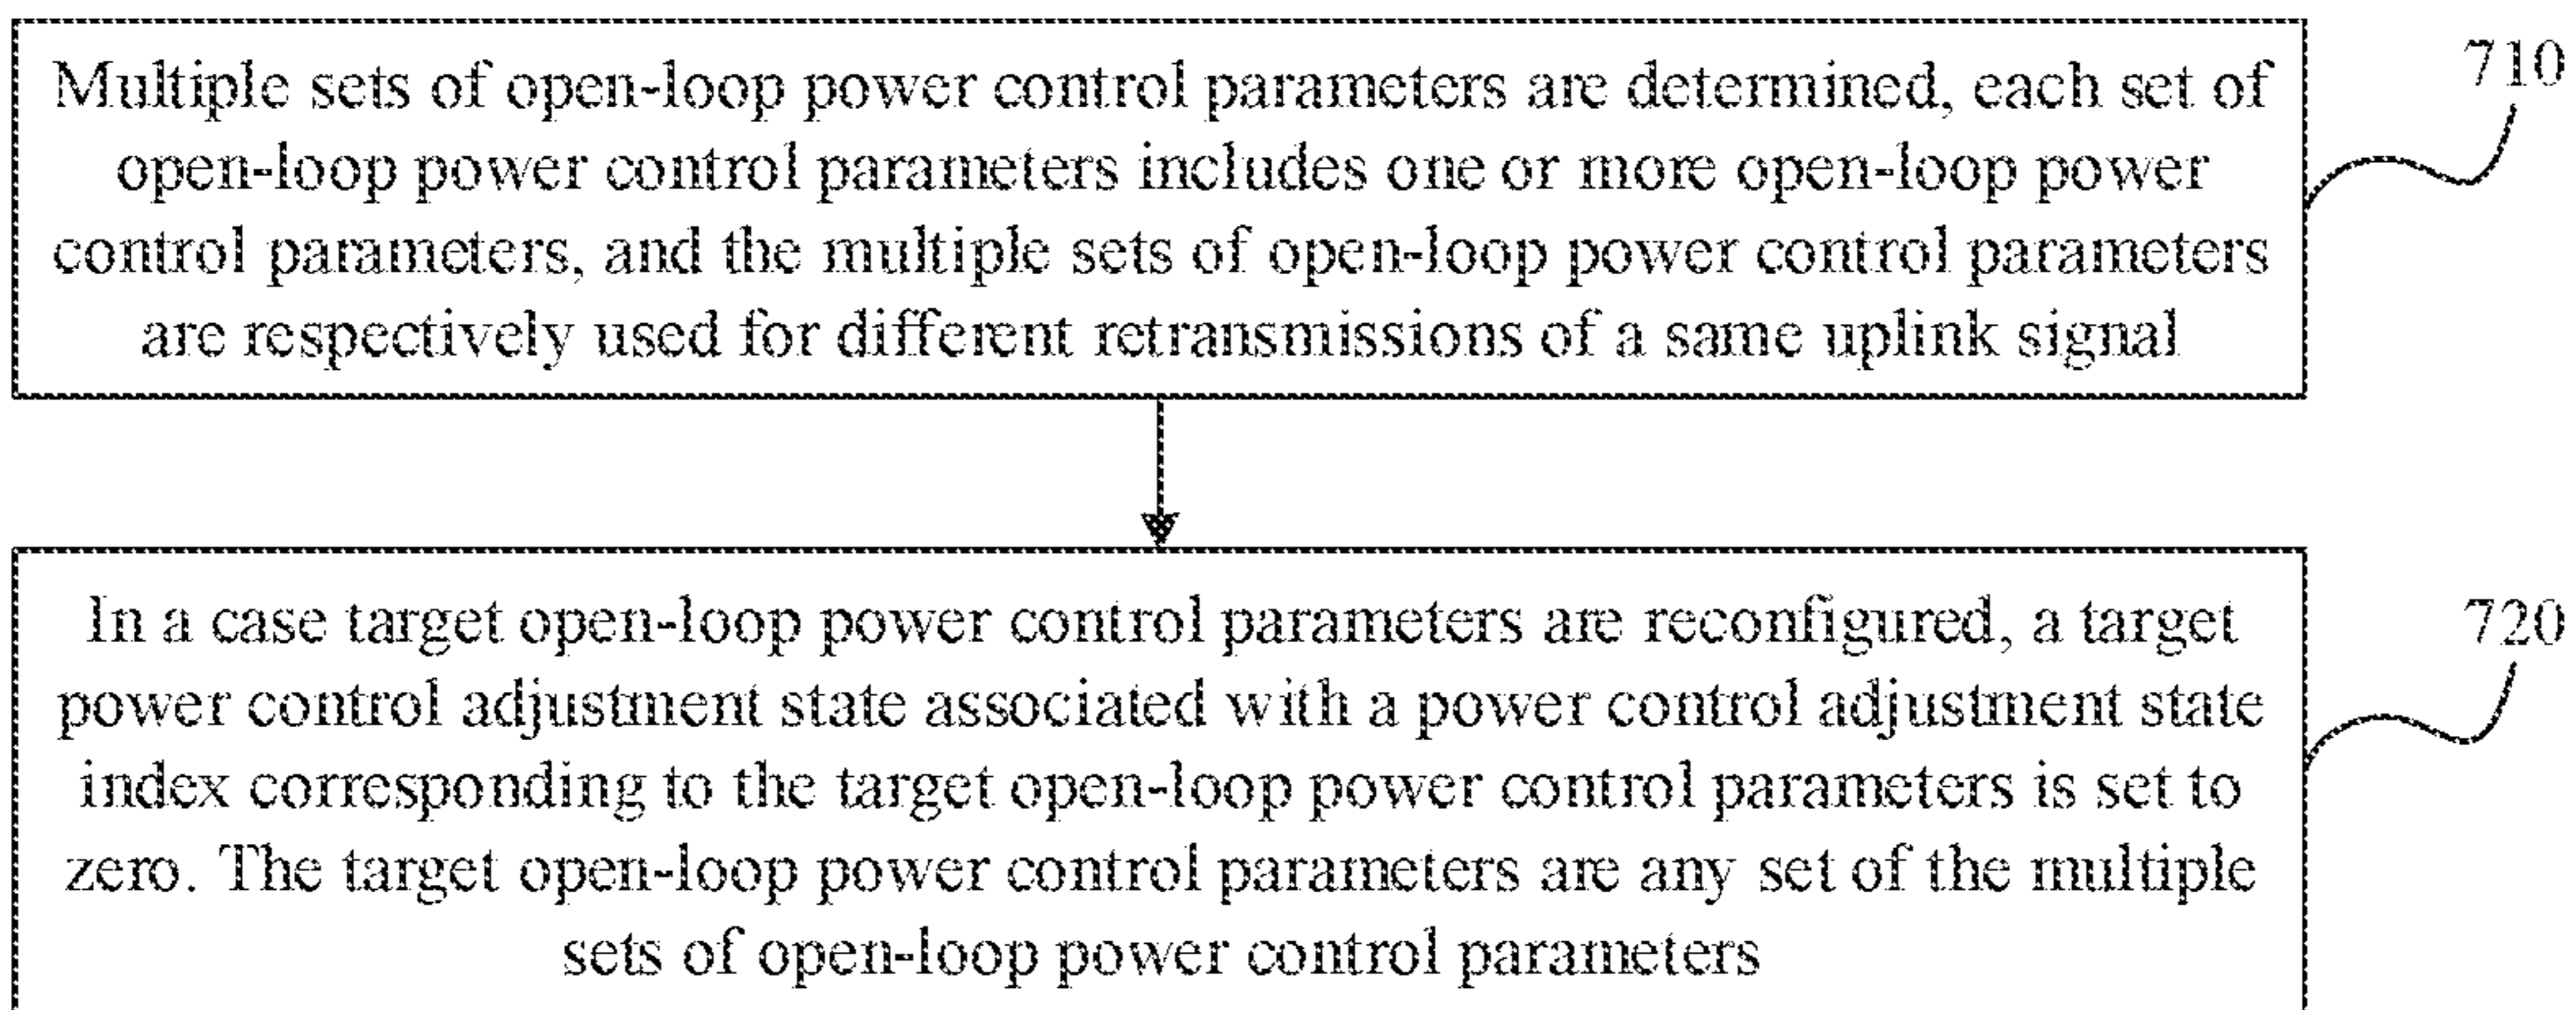 Multiple sets of open-loop power control parameters are determined, each set of
open-loop power control parameters includes one or more open-loop power
control parameters, and the multiple sets of open-loop power control parameters
are respectively used for different retransmissions of a same uplink signal
710
In a case target open-loop power control parameters are reconfigured, a target
power control adjustment state associated with a power control adjustment state
index corresponding to the target open-loop power control parameters is set to
zero. The target open-loop power control parameters are any set of the multiple
sets of open-loop power control parameters
720